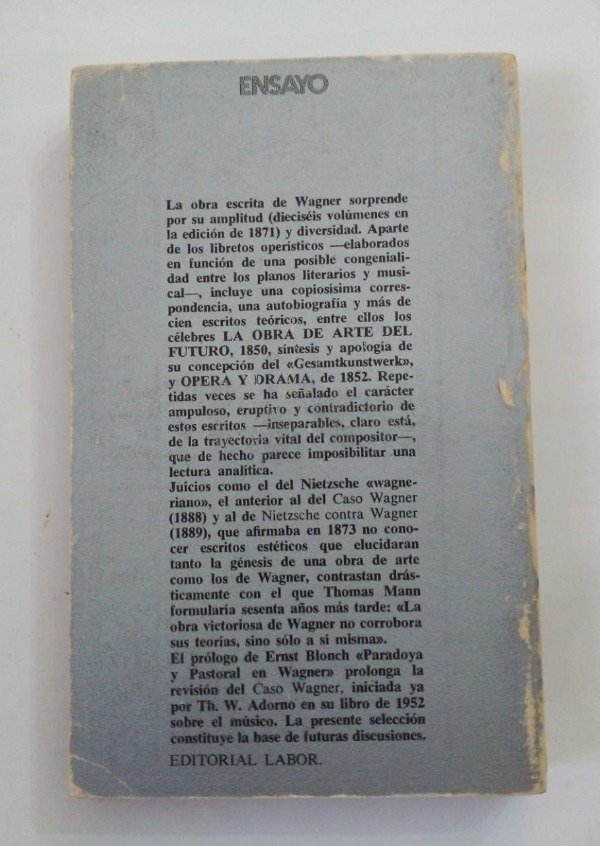 ENSAYO
La obra escrita de Wagner sorprende
por su amplitud (dieciséis volúmenes en
la edición de 1871) y diversidad. Aparte
de los libretos operísticos —elaborados
en función de una posible congeniali-
dad entre los planos literarios y musi-
cal—, incluye una copiosísima corres-
pondencia, una autobiografía y más de
cien escritos teóricos, entre ellos los
célebres LA OBRA DE ARTE DEL
FUTURO, 1850, síntesis y apología de
su concepción del «Gesamtkunstwerk»,
y OPERA Y DRAMA, de 1852. Repe-
tidas veces se ha señalado el carácter
ampuloso, eruptivo y contradictorio de
estos escritos —inseparables, claro está,
de la trayectoria vital del compositor—,
que de hecho parece imposibilitar una
lectura analítica.
Juicios como el del Nietzsche «wagne-
riano», el anterior al del Caso Wagner
(1888) y al de Nietzsche contra Wagner
(1889), que afirmaba en 1873 no cono-
cer escritos estéticos que elucidaran
tanto la génesis de una obra de arte
como los de Wagner, contrastan drás-
ticamente con el que Thomas Mann
formularía sesenta años más tarde: «La
obra victoriosa de Wagner no corrobora
sus teorías, sino sólo a sí misma».
El prólogo de Ernst Blonch «Paradoya
y Pastoral en Wagner» prolonga la
revisión del Caso Wagner, iniciada ya
por Th. W. Adorno en su libro de 1952
sobre el músico. La presente selección
constituye la base de futuras discusiones.
EDITORIAL LABOR.